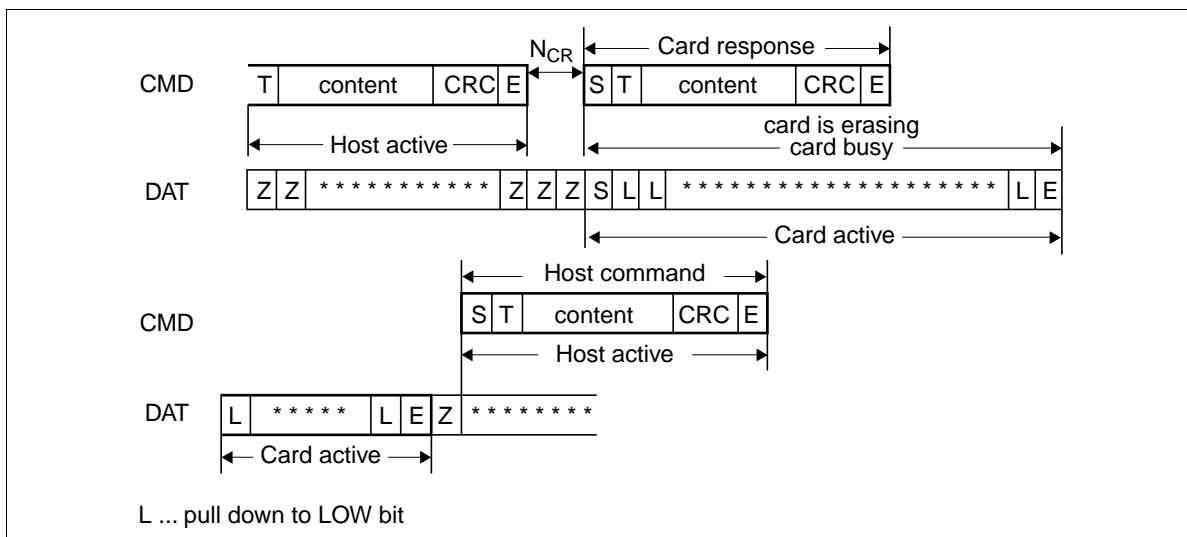 N_CR Card response
CMD T content CRC E S T content CRC E
Host active card is erasing
card busy
DAT Z Z * * * * * * * * * * * Z Z Z S L L * * * * * * * * * * * * * * * * * * * * L E
Card active
Host command
CMD S T content CRC E
Host active
DAT L * * * * * L E Z * * * * * * * *
Card active
L ... pull down to LOW bit